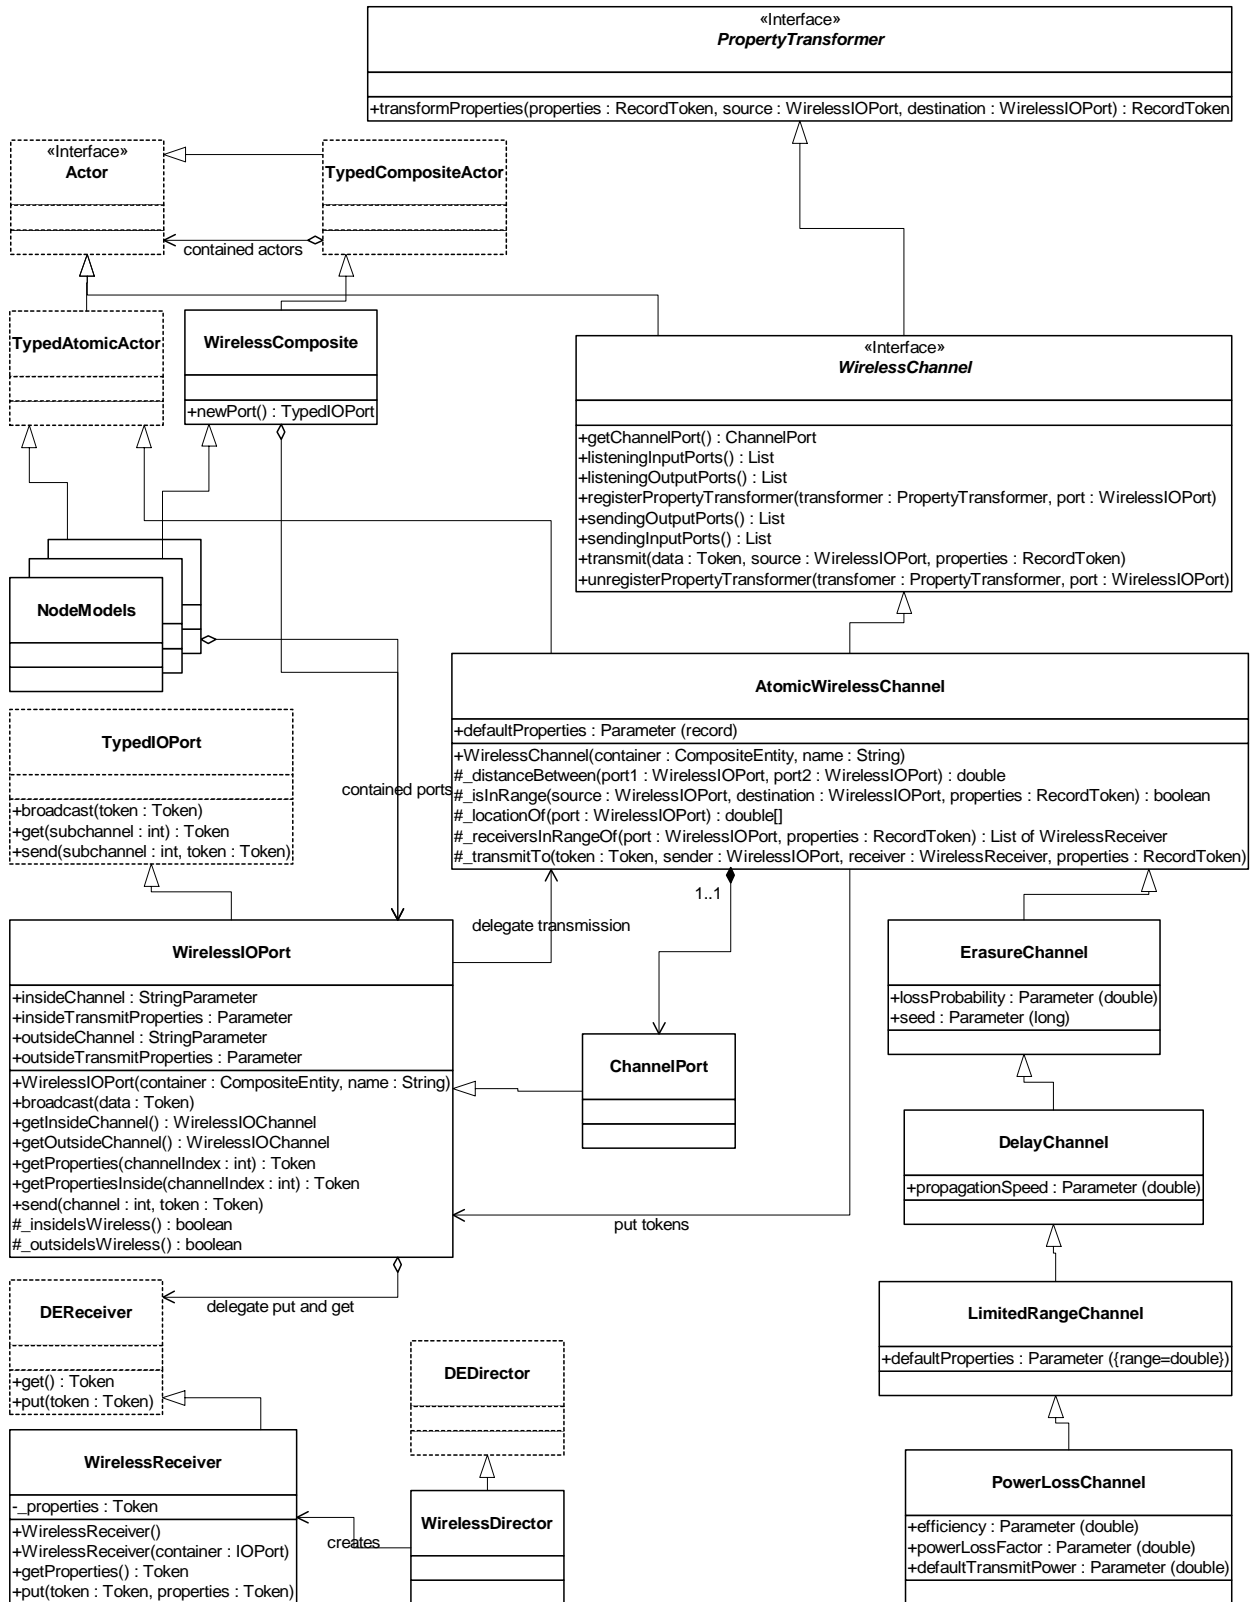 «Interface»
PropertyTransformer
+transformProperties(properties : RecordToken, source : WirelessIOPort, destination : WirelessIOPort) : RecordToken
«Interface»
Actor
TypedCompositeActor
contained actors
TypedAtomicActor
WirelessComposite
+newPort() : TypedIOPort
«Interface»
WirelessChannel
+getChannelPort() : ChannelPort
+listeningInputPorts() : List
+listeningOutputPorts() : List
+registerPropertyTransformer(transformer : PropertyTransformer, port : WirelessIOPort)
+sendingOutputPorts() : List
+sendingInputPorts() : List
+transmit(data : Token, source : WirelessIOPort, properties : RecordToken)
+unregisterPropertyTransformer(transfomer : PropertyTransformer, port : WirelessIOPort)
NodeModels
AtomicWirelessChannel
+defaultProperties : Parameter (record)
+WirelessChannel(container : CompositeEntity, name : String)
#_distanceBetween(port1 : WirelessIOPort, port2 : WirelessIOPort) : double
#_isInRange(source : WirelessIOPort, destination : WirelessIOPort, properties : RecordToken) : boolean
#_locationOf(port : WirelessIOPort) : double[]
#_receiversInRangeOf(port : WirelessIOPort, properties : RecordToken) : List of WirelessReceiver
#_transmitTo(token : Token, sender : WirelessIOPort, receiver : WirelessReceiver, properties : RecordToken)
TypedIOPort
+broadcast(token : Token)
+get(subchannel : int) : Token
+send(subchannel : int, token : Token)
contained ports
1..1
delegate transmission
WirelessIOPort
+insideChannel : StringParameter
+insideTransmitProperties : Parameter
+outsideChannel : StringParameter
+outsideTransmitProperties : Parameter
+WirelessIOPort(container : CompositeEntity, name : String)
+broadcast(data : Token)
+getInsideChannel() : WirelessIOChannel
+getOutsideChannel() : WirelessIOChannel
+getProperties(channelIndex : int) : Token
+getPropertiesInside(channelIndex : int) : Token
+send(channel : int, token : Token)
#_insideIsWireless() : boolean
#_outsideIsWireless() : boolean
ChannelPort
put tokens
ErasureChannel
+lossProbability : Parameter (double)
+seed : Parameter (long)
DelayChannel
+propagationSpeed : Parameter (double)
LimitedRangeChannel
+defaultProperties : Parameter ({range=double})
PowerLossChannel
+efficiency : Parameter (double)
+powerLossFactor : Parameter (double)
+defaultTransmitPower : Parameter (double)
DEReceiver
+get() : Token
+put(token : Token)
delegate put and get
DEDirector
WirelessReceiver
-_properties : Token
+WirelessReceiver()
+WirelessReceiver(container : IOPort)
+getProperties() : Token
+put(token : Token, properties : Token)
creates
WirelessDirector